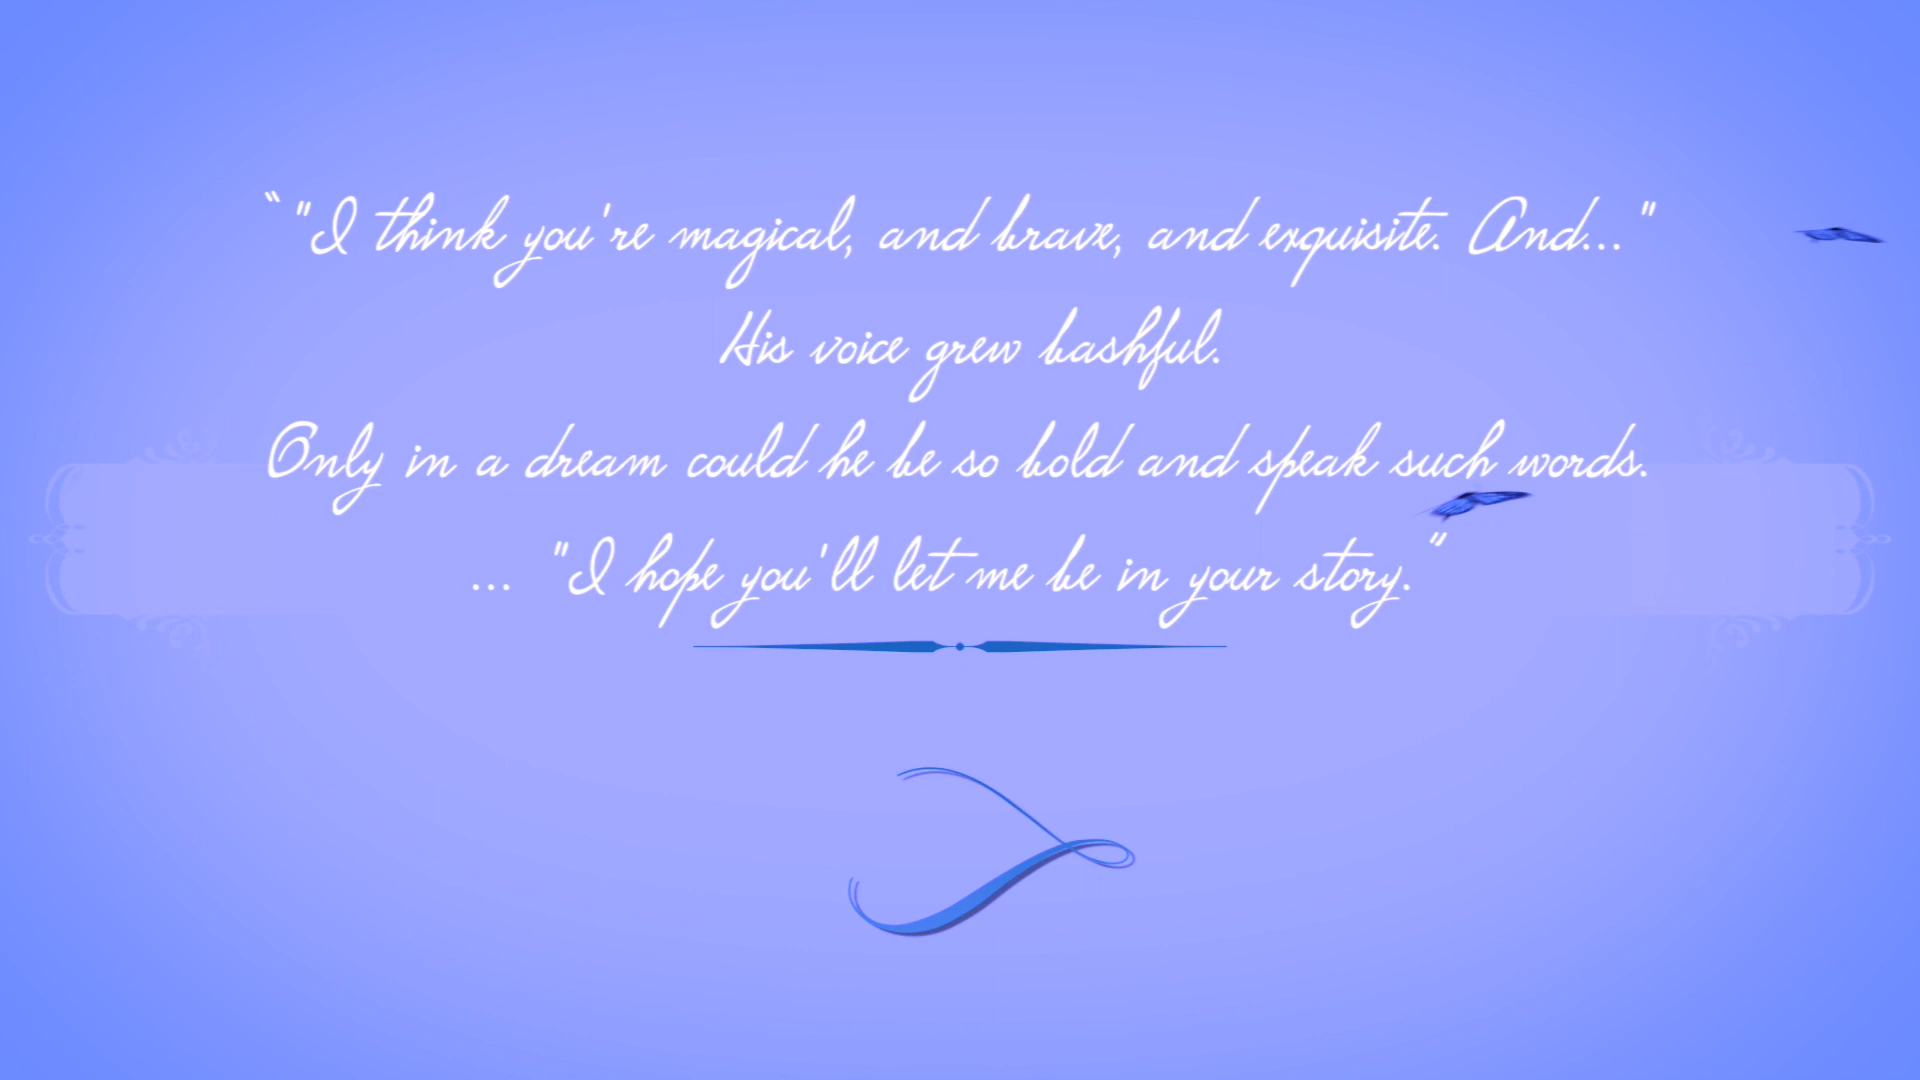 “"I think you're magical, and brave, and exquisite. And..."
His voice grew bashful.
Only in a dream could he be so bold and speak such words.
... "I hope you'll let me be in your story.”